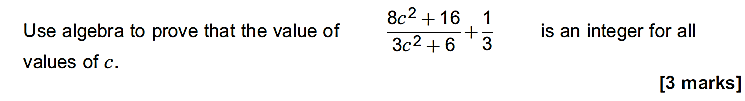 Use algebra to prove that the value of (8c² + 16)/(3c² + 6) + 1/3 is an integer for all
values of c.
[3 marks]